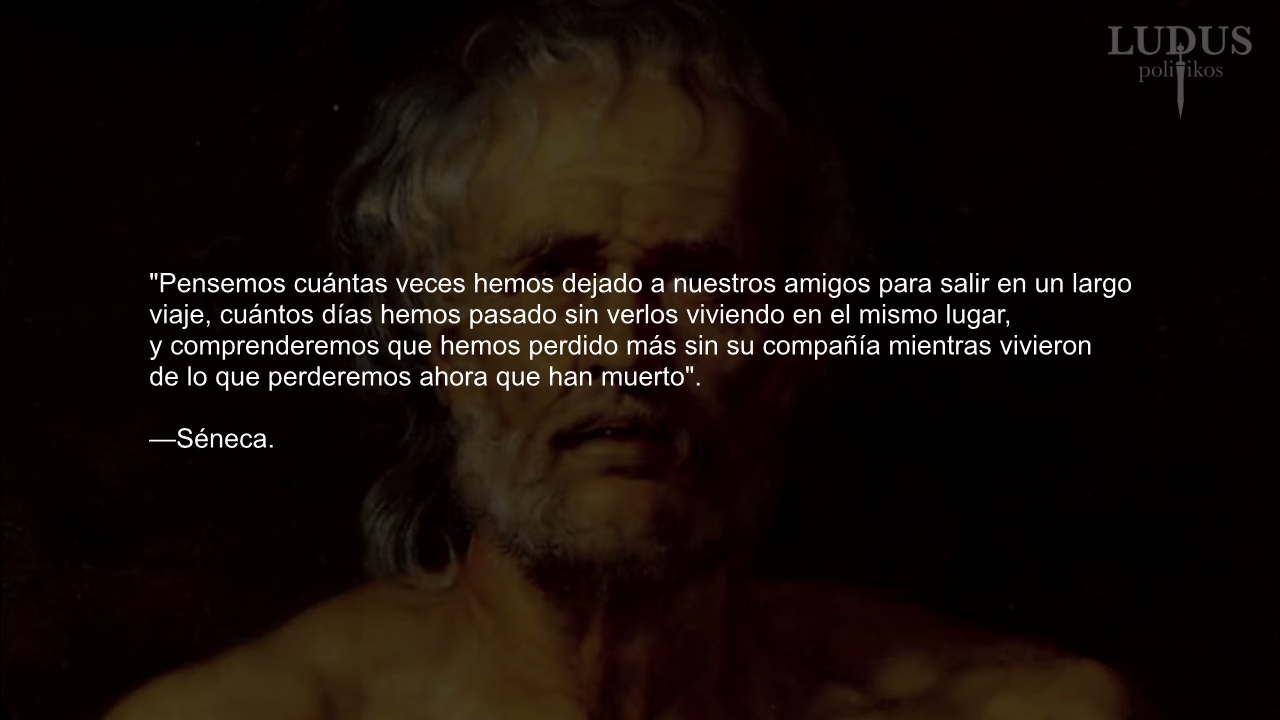 LUDUS
politikos
"Pensemos cuántas veces hemos dejado a nuestros amigos para salir en un largo
viaje, cuántos días hemos pasado sin verlos viviendo en el mismo lugar,
y comprenderemos que hemos perdido más sin su compañía mientras vivieron
de lo que perderemos ahora que han muerto".
—Séneca.